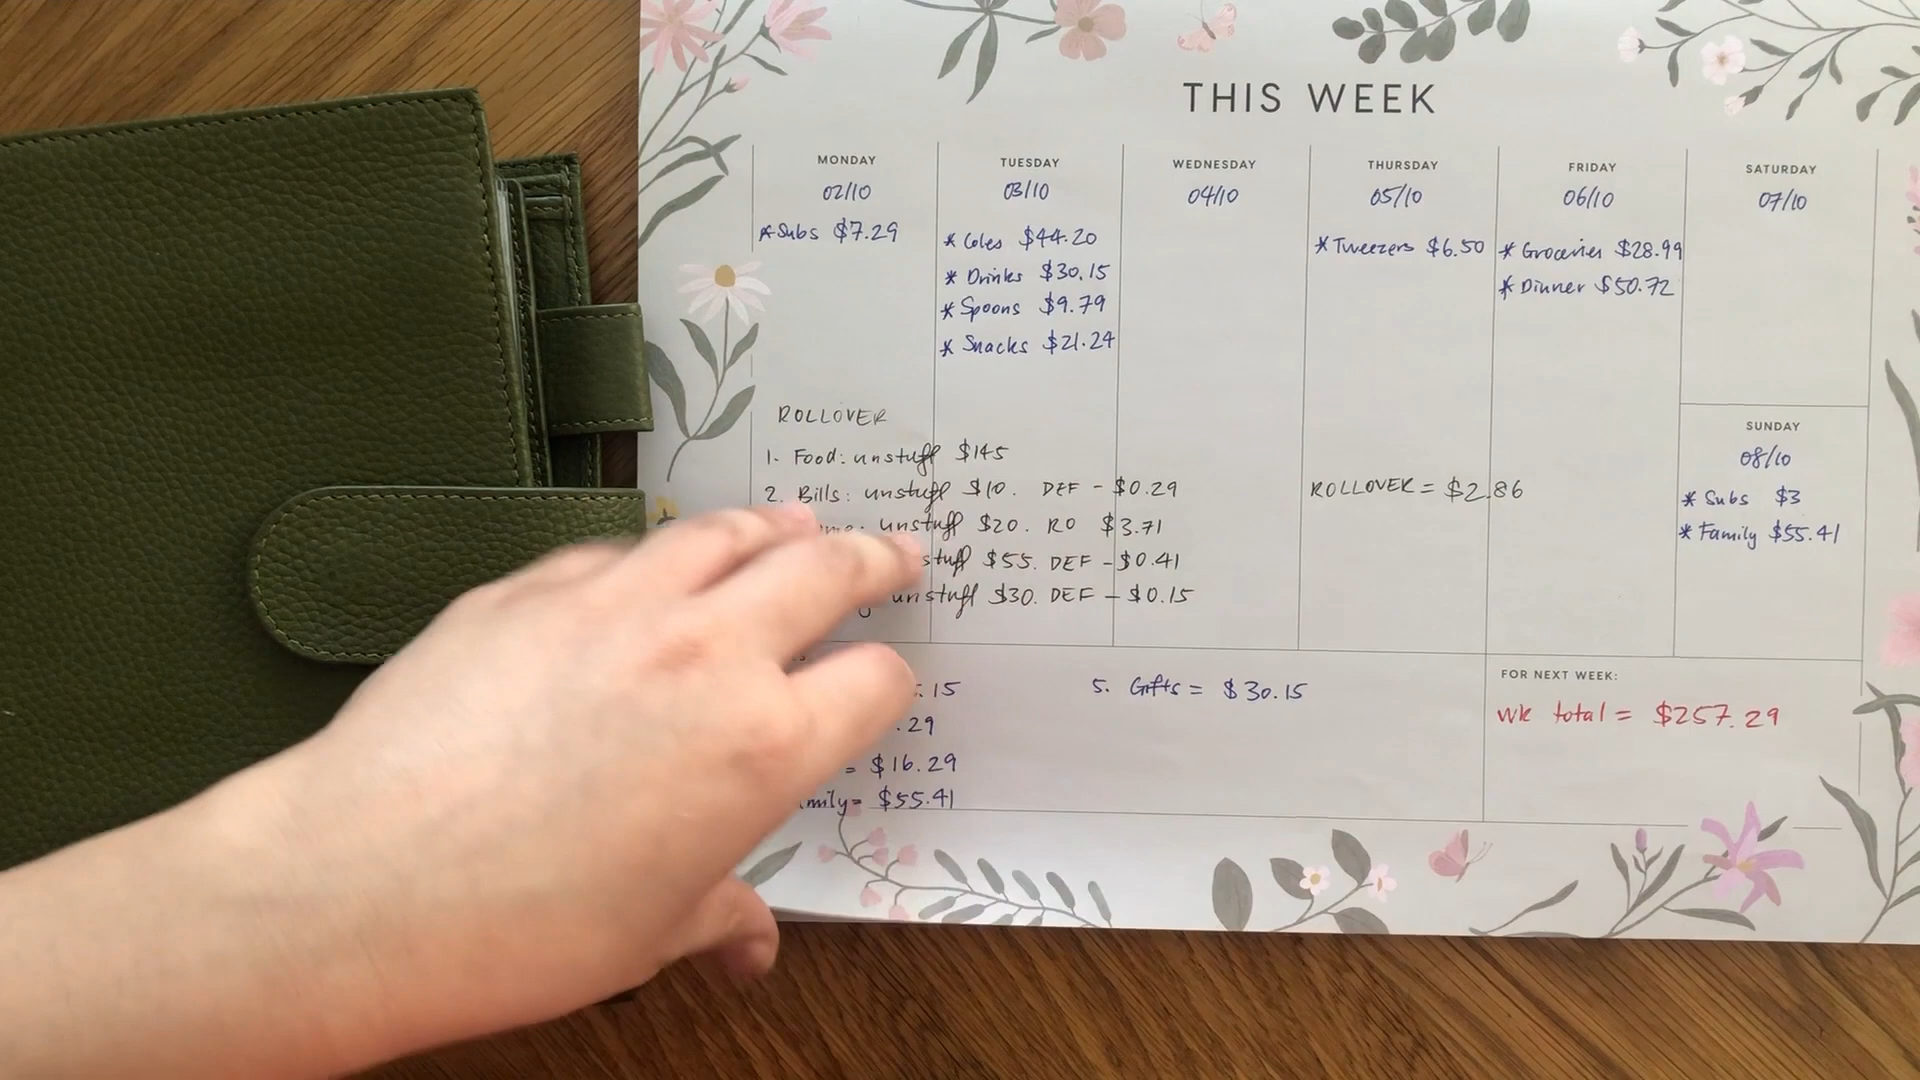 THIS WEEK
MONDAY
02/10
* Subs $7.29
TUESDAY
03/10
* Coles $44.20
* Drinks $30.15
* Spoons $9.79
* Snacks $21.24
WEDNESDAY
04/10
THURSDAY
05/10
* Tweezers $6.50
FRIDAY
06/10
* Groceries $28.99
* Dinner $50.72
SATURDAY
07/10
SUNDAY
08/10
* Subs $3
* Family $55.41
ROLLOVER
1. Food: unstuff $145
2. Bills: unstuff $10. DEF -$0.29
unstuff $20. RO $3.71
stuff $55. DEF -$0.41
unstuff $30. DEF -$0.15
ROLLOVER = $2.86
.15
.29
= $16.29
mily= $55.41
5. Gifts = $30.15
FOR NEXT WEEK:
Wk total = $257.29